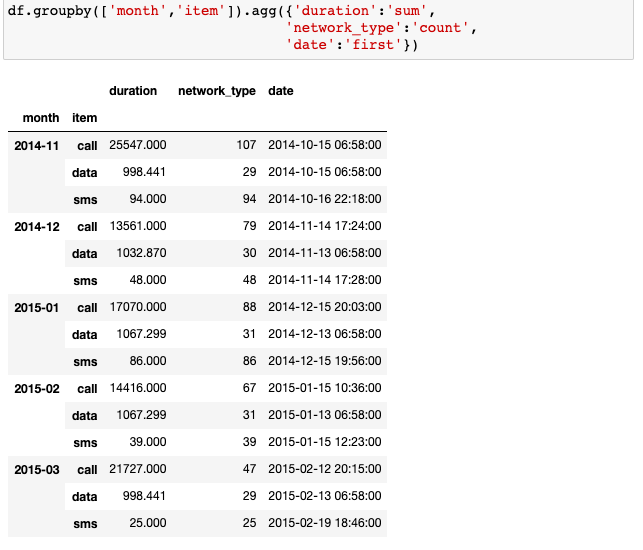 df.groupby(['month','item']).agg({'duration':'sum',
'network_type':'count',
'date':'first'})
duration network_type date
month item
2014-11 call 25547.000 107 2014-10-15 06:58:00
data 998.441 29 2014-10-15 06:58:00
sms 94.000 94 2014-10-16 22:18:00
2014-12 call 13561.000 79 2014-11-14 17:24:00
data 1032.870 30 2014-11-13 06:58:00
sms 48.000 48 2014-11-14 17:28:00
2015-01 call 17070.000 88 2014-12-15 20:03:00
data 1067.299 31 2014-12-13 06:58:00
sms 86.000 86 2014-12-15 19:56:00
2015-02 call 14416.000 67 2015-01-15 10:36:00
data 1067.299 31 2015-01-13 06:58:00
sms 39.000 39 2015-01-15 12:23:00
2015-03 call 21727.000 47 2015-02-12 20:15:00
data 998.441 29 2015-02-13 06:58:00
sms 25.000 25 2015-02-19 18:46:00